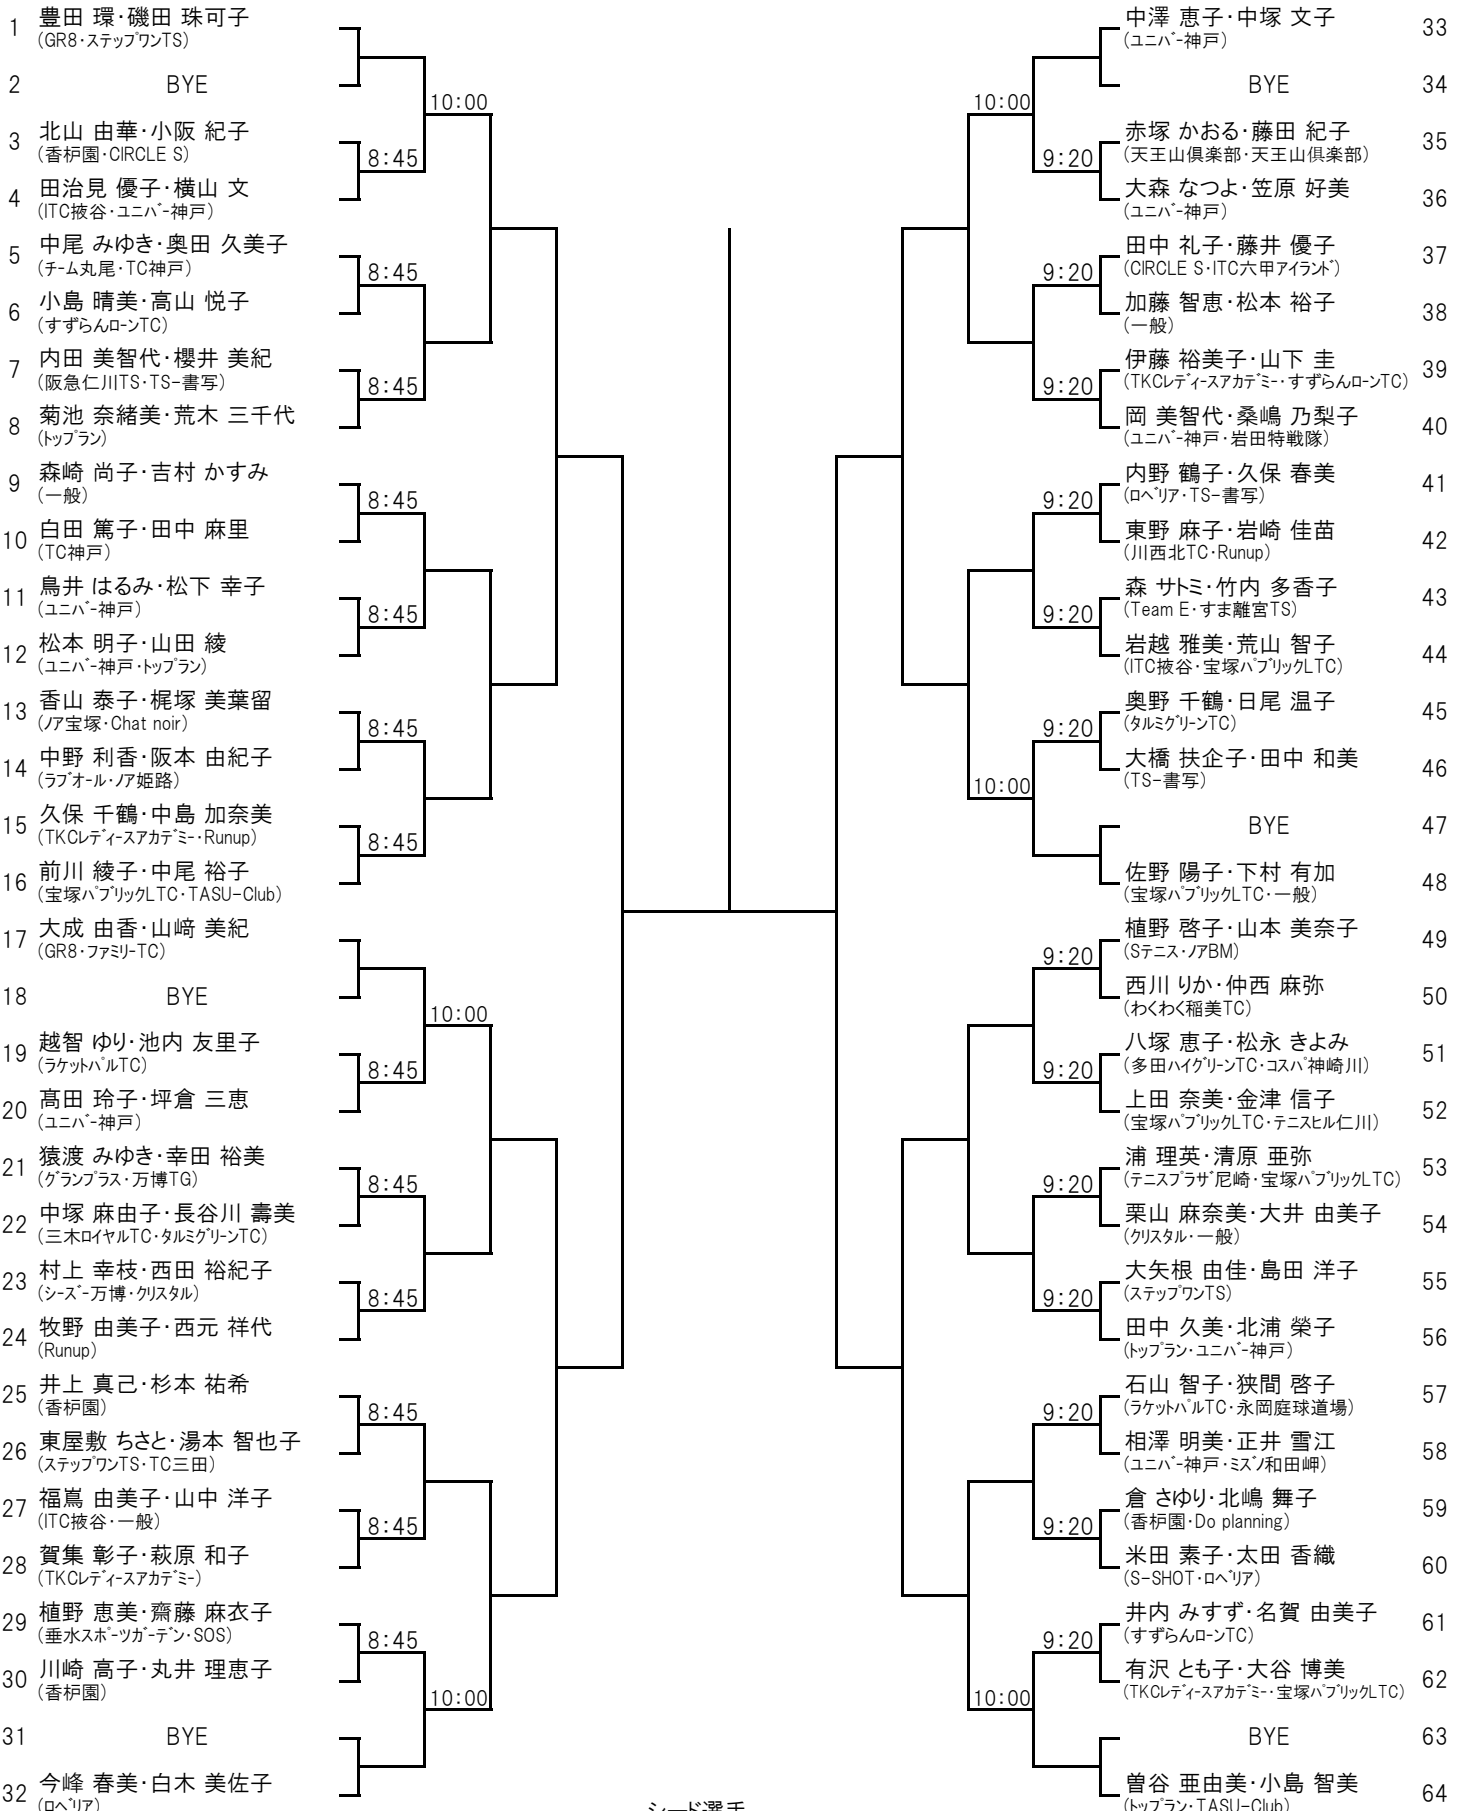 1 豊田 環・磯田 珠可子
(GR8・ステップワンTS)
2 BYE
10:00
3 北山 由華・小阪 紀子
(香枦園・CIRCLE S)
8:45
4 田治見 優子・横山 文
(ITC掖谷・ユニバー神戸)
5 中尾 みゆき・奥田 久美子
(チーム丸尾・TC神戸)
8:45
6 小島 晴美・高山 悦子
(すずらんローンTC)
7 内田 美智代・櫻井 美紀
(阪急仁川TS・TS-書写)
8:45
8 菊池 奈緒美・荒木 三千代
(トップラン)
9 森崎 尚子・吉村 かすみ
(一般)
8:45
10 白田 篤子・田中 麻里
(TC神戸)
11 鳥井 はるみ・松下 幸子
(ユニバー神戸)
8:45
12 松本 明子・山田 綾
(ユニバー神戸・トップラン)
13 香山 泰子・梶塚 美葉留
(ノア宝塚・Chat noir)
8:45
14 中野 利香・阪本 由紀子
(ラブオール・ノア姫路)
15 久保 千鶴・中島 加奈美
(TKCレディースアカデミー・Runup)
8:45
16 前川 綾子・中尾 裕子
(宝塚パブリックLTC・TASU-Club)
17 大成 由香・山﨑 美紀
(GR8・ファミリーTC)
18 BYE
10:00
19 越智 ゆり・池内 友里子
(ラケットパルTC)
8:45
20 髙田 玲子・坪倉 三恵
(ユニバー神戸)
21 猿渡 みゆき・幸田 裕美
(グランプラス・万博TG)
8:45
22 中塚 麻由子・長谷川 壽美
(三木ロイヤルTC・タルミグリーンTC)
23 村上 幸枝・西田 裕紀子
(シーズー万博・クリスタル)
8:45
24 牧野 由美子・西元 祥代
(Runup)
25 井上 真己・杉本 祐希
(香枦園)
8:45
26 東屋敷 ちさと・湯本 智也子
(ステップワンTS・TC三田)
27 福嶌 由美子・山中 洋子
(ITC掖谷・一般)
8:45
28 賀集 彰子・萩原 和子
(TKCレディースアカデミー)
29 植野 恵美・齋藤 麻衣子
(垂水スポーツガーデン・SOS)
8:45
30 川崎 高子・丸井 理恵子
(香枦園)
10:00
31 BYE
32 今峰 春美・白木 美佐子
(ロベリア)
シード選手
中澤 恵子・中塚 文子 33
(ユニバー神戸)
BYE 34
10:00
赤塚 かおる・藤田 紀子 35
(天王山倶楽部・天王山倶楽部)
9:20
大森 なつよ・笠原 好美 36
(ユニバー神戸)
田中 礼子・藤井 優子 37
(CIRCLE S・ITC六甲アイランド)
9:20
加藤 智恵・松本 裕子 38
(一般)
伊藤 裕美子・山下 圭 39
(TKCレディースアカデミー・すずらんローンTC)
9:20
岡 美智代・桑嶋 乃梨子 40
(ユニバー神戸・岩田特戦隊)
内野 鶴子・久保 春美 41
(ロベリア・TS-書写)
9:20
東野 麻子・岩崎 佳苗 42
(川西北TC・Runup)
森 サトミ・竹内 多香子 43
(Team E・すま離宮TS)
9:20
岩越 雅美・荒山 智子 44
(ITC掖谷・宝塚パブリックLTC)
奥野 千鶴・日尾 温子 45
(タルミグリーンTC)
9:20
大橋 扶企子・田中 和美 46
(TS-書写)
10:00
BYE 47
佐野 陽子・下村 有加 48
(宝塚パブリックLTC・一般)
植野 啓子・山本 美奈子 49
(Sテニス・ノアBM)
9:20
西川 りか・仲西 麻弥 50
(わくわく稲美TC)
八塚 恵子・松永 きよみ 51
(多田ハイグリーンTC・コスパ神崎川)
9:20
上田 奈美・金津 信子 52
(宝塚パブリックLTC・テニスヒル仁川)
浦 理英・清原 亜弥 53
(テニスプラザ尼崎・宝塚パブリックLTC)
9:20
栗山 麻奈美・大井 由美子 54
(クリスタル・一般)
大矢根 由佳・島田 洋子 55
(ステップワンTS)
9:20
田中 久美・北浦 榮子 56
(トップラン・ユニバー神戸)
石山 智子・狭間 啓子 57
(ラケットパルTC・永岡庭球道場)
9:20
相澤 明美・正井 雪江 58
(ユニバー神戸・ミズノ和田岬)
倉 さゆり・北嶋 舞子 59
(香枦園・Do planning)
9:20
米田 素子・太田 香織 60
(S-SHOT・ロベリア)
井内 みすず・名賀 由美子 61
(すずらんローンTC)
9:20
有沢 とも子・大谷 博美 62
(TKCレディースアカデミー・宝塚パブリックLTC)
10:00
BYE 63
曽谷 亜由美・小島 智美 64
(トップラン・TASU-Club)